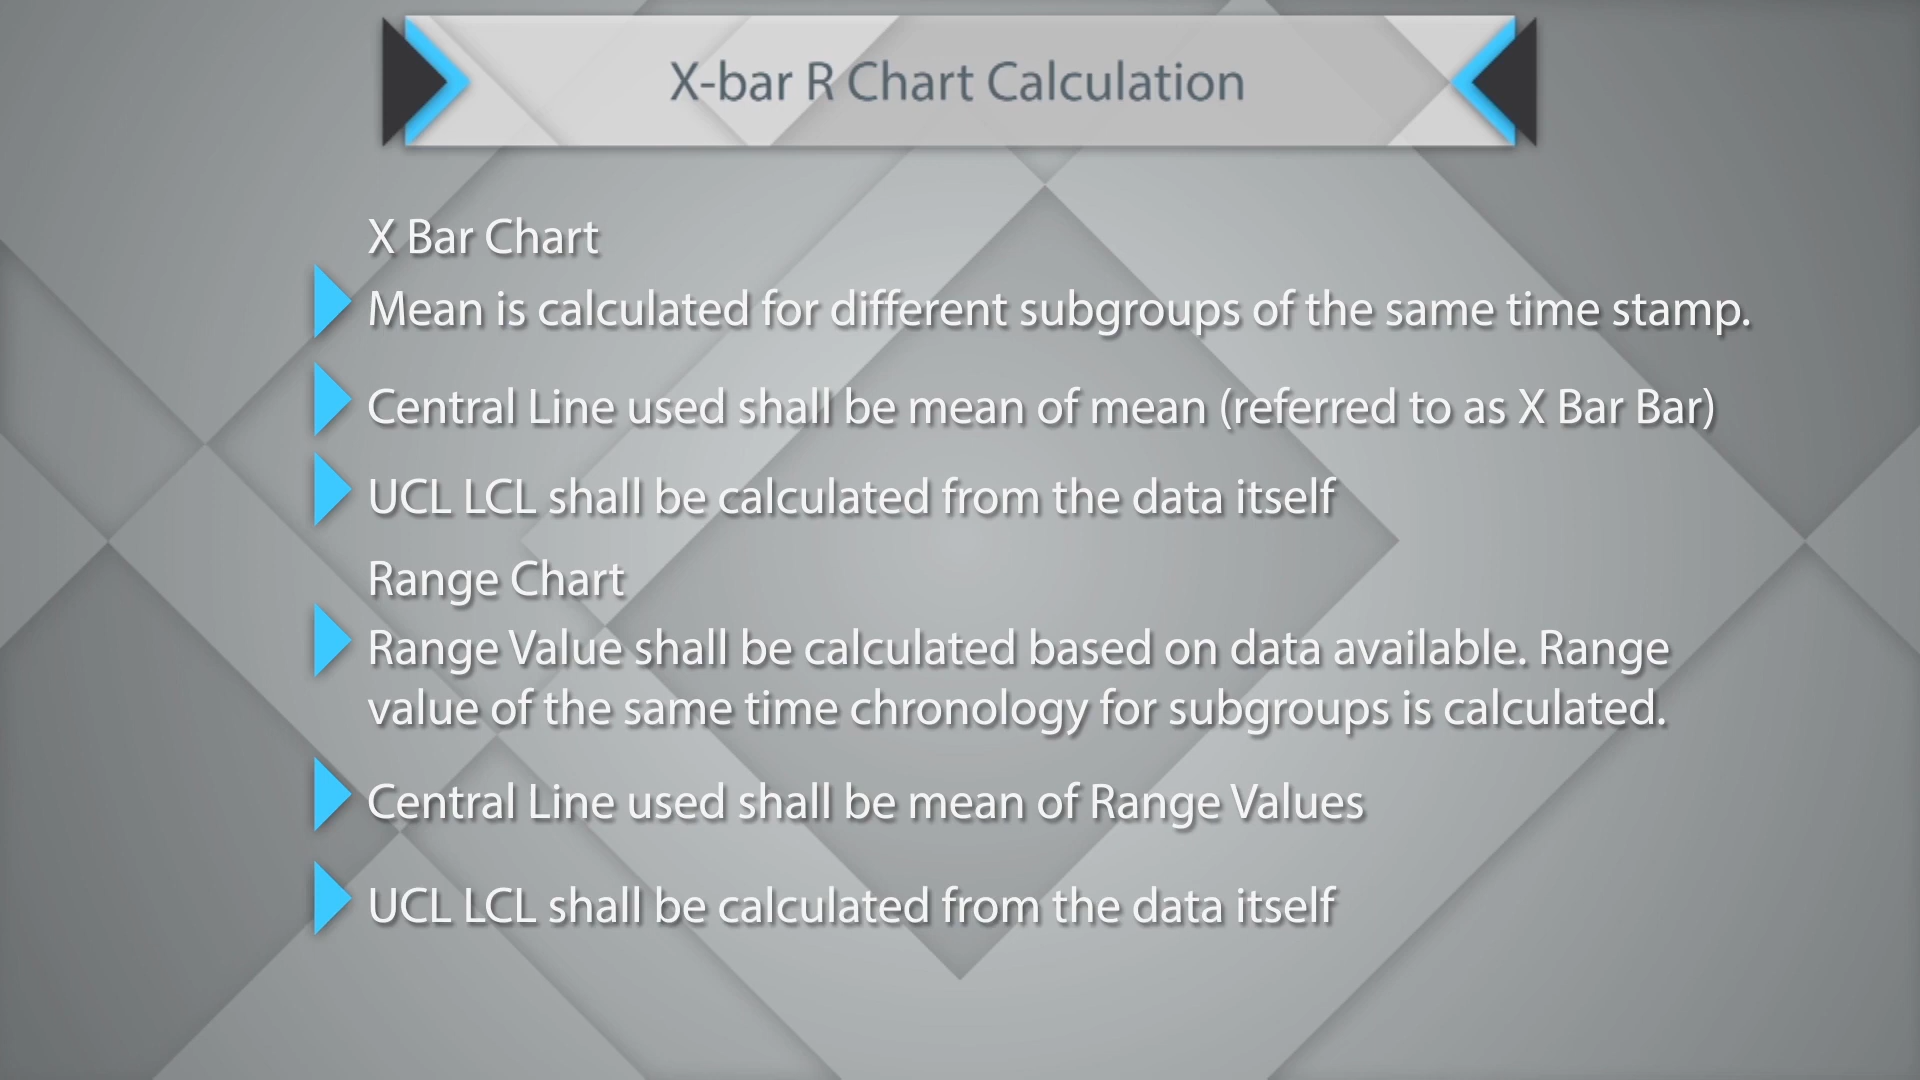 X-bar R Chart Calculation
X Bar Chart
Mean is calculated for different subgroups of the same time stamp.
Central Line used shall be mean of mean (referred to as X Bar Bar)
UCL LCL shall be calculated from the data itself
Range Chart
Range Value shall be calculated based on data available. Range
value of the same time chronology for subgroups is calculated.
Central Line used shall be mean of Range Values
UCL LCL shall be calculated from the data itself